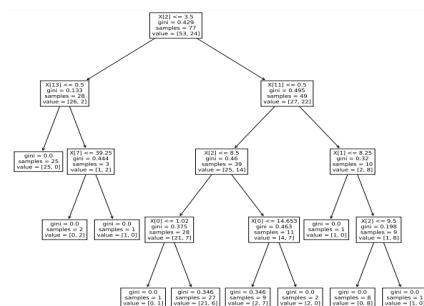 X[2] <= 3.5
gini = 0.429
samples = 77
value = [53, 24]
X[13] <= 0.5
gini = 0.133
samples = 28
value = [26, 2]
X[11] <= 0.5
gini = 0.495
samples = 49
value = [27, 22]
gini = 0.0
samples = 25
value = [25, 0]
X[7] <= 39.25
gini = 0.444
samples = 3
value = [1, 2]
X[2] <= 8.5
gini = 0.46
samples = 39
value = [25, 14]
X[1] <= 8.25
gini = 0.32
samples = 10
value = [2, 8]
gini = 0.0
samples = 2
value = [0, 2]
gini = 0.0
samples = 1
value = [1, 0]
X[0] <= 1.02
gini = 0.375
samples = 28
value = [21, 7]
X[0] <= 14.653
gini = 0.463
samples = 11
value = [4, 7]
gini = 0.0
samples = 1
value = [1, 0]
X[2] <= 9.5
gini = 0.198
samples = 9
value = [1, 8]
gini = 0.0
samples = 1
value = [0, 1]
gini = 0.346
samples = 27
value = [21, 6]
gini = 0.346
samples = 9
value = [2, 7]
gini = 0.0
samples = 2
value = [2, 0]
gini = 0.0
samples = 8
value = [0, 8]
gini = 0.0
samples = 1
value = [1, 0]